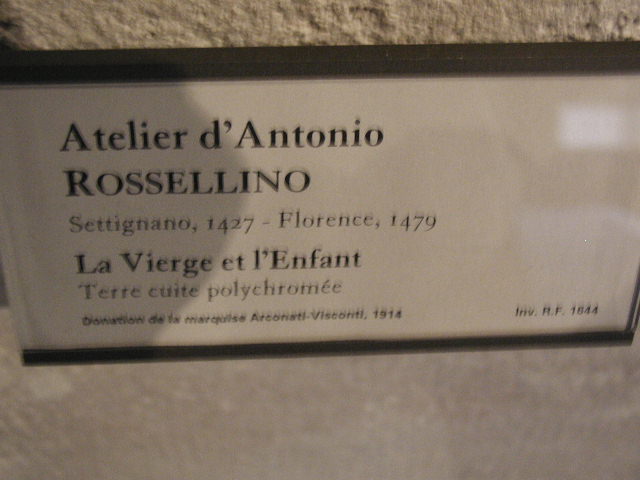 Atelier d'Antonio
ROSSELLINO
Settignano, 1427 - Florence, 1479
La Vierge et l'Enfant
Terre cuite polychromée
Donation de la marquise Arconati-Visconti, 1914
Inv. R.F. 1644